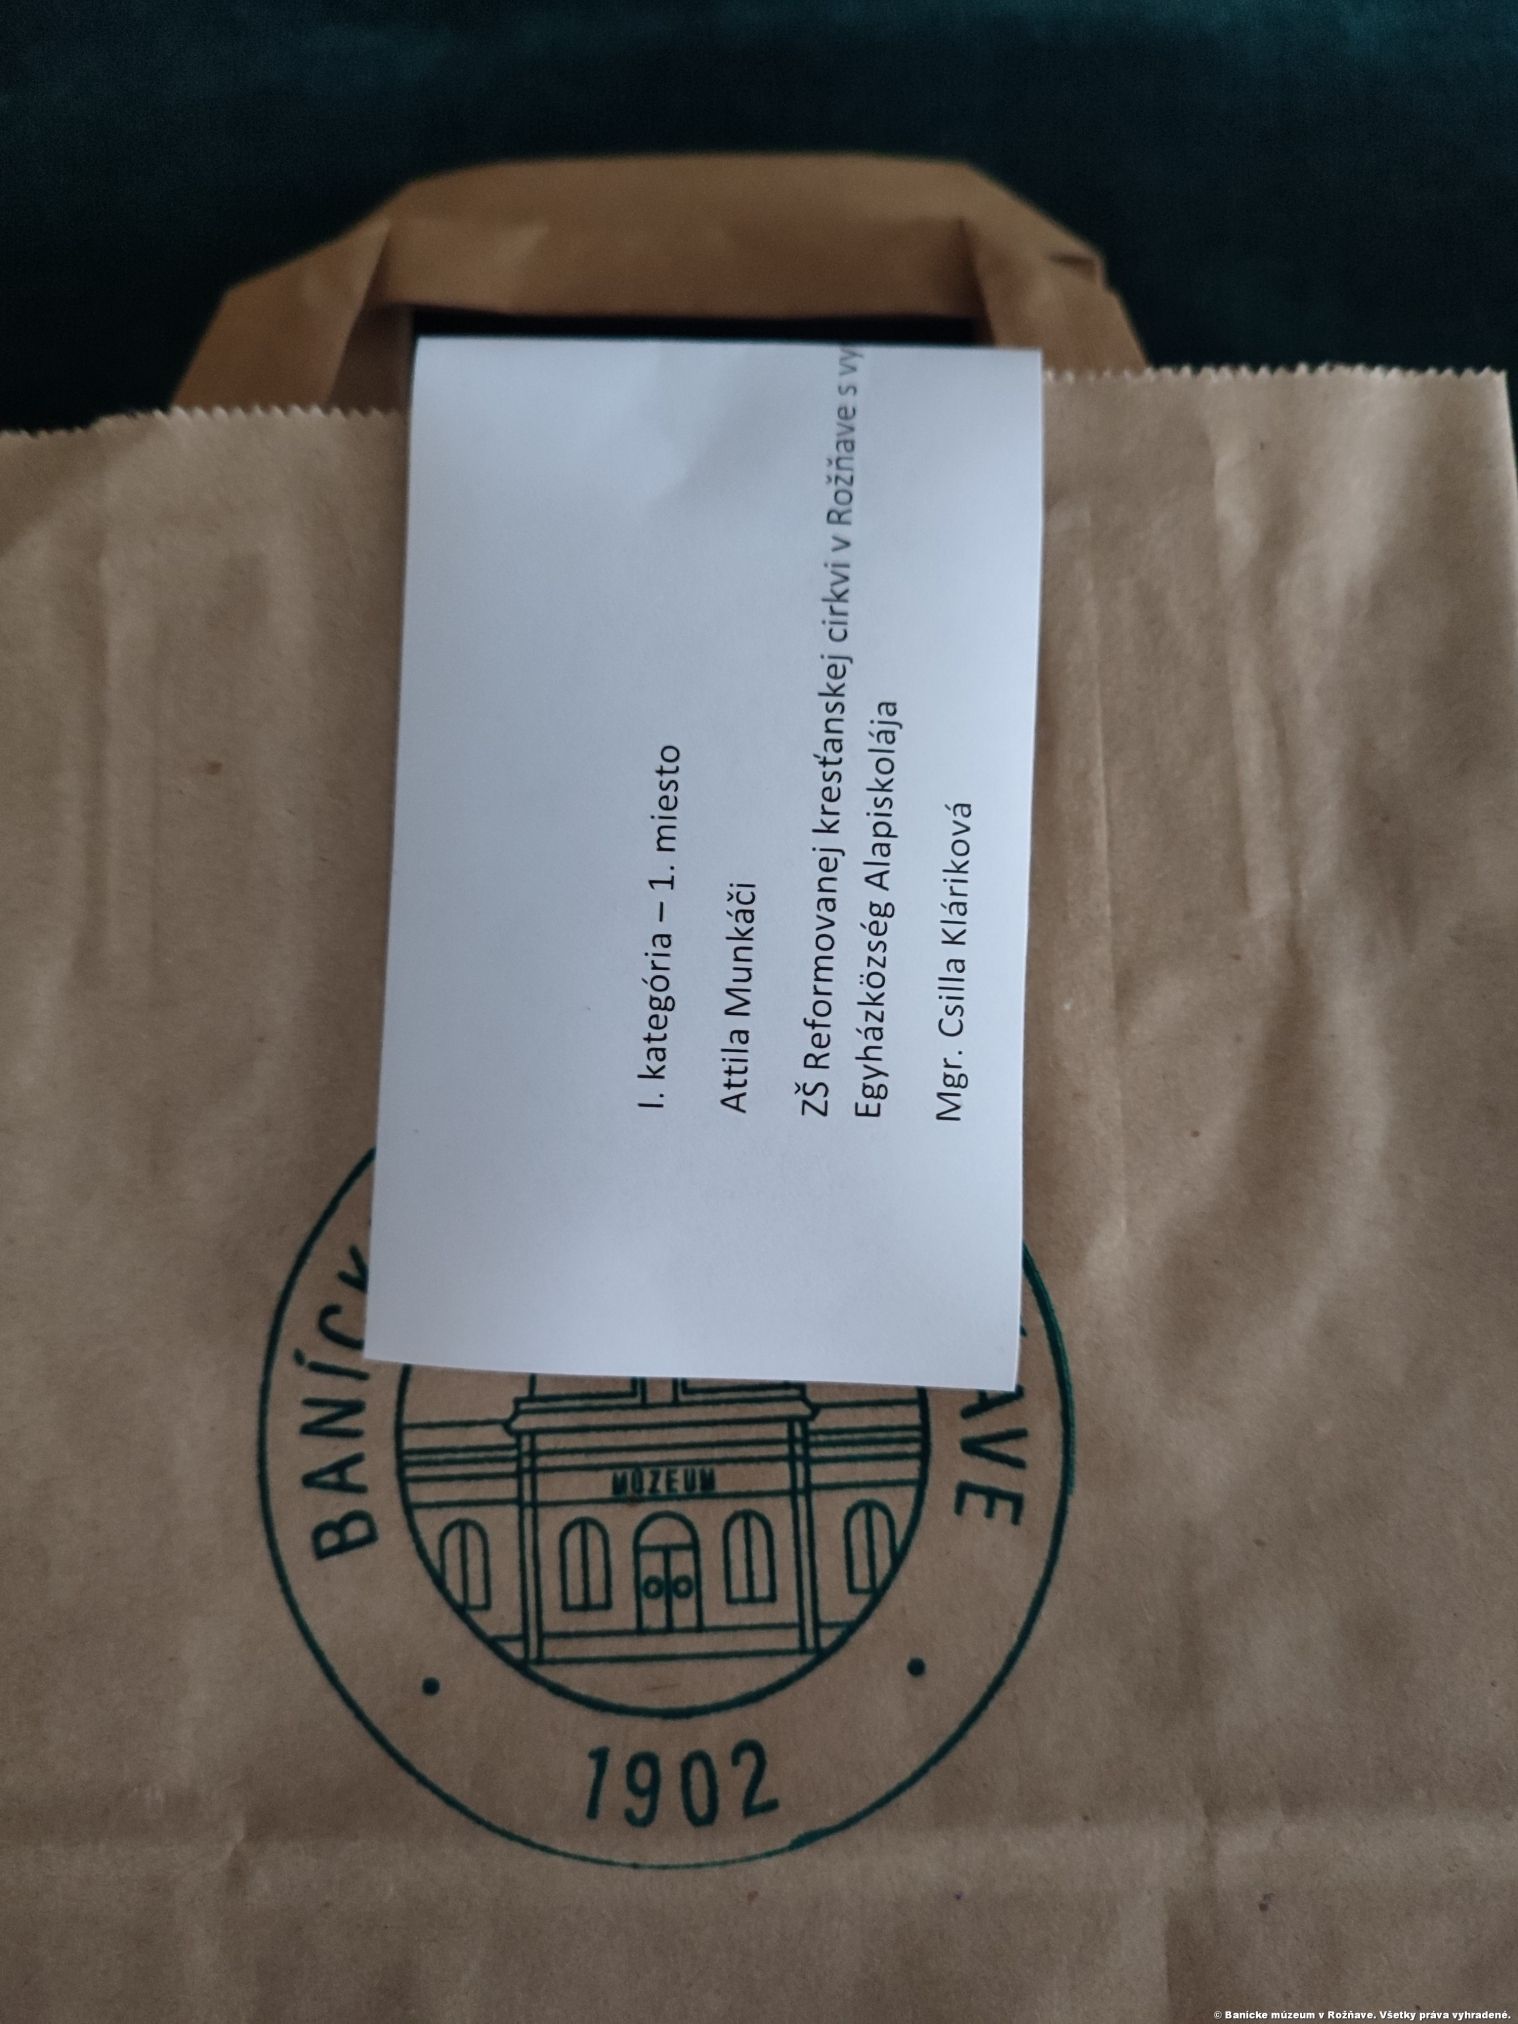 I. kategória – 1. miesto
Attila Munkáči
ZŠ Reformovanej kresťanskej cirkvi v Rožňave s
Egyházközség Alapiskolája
Mgr. Csilla Kláriková
MÚZEUM
1902
© Banícke múzeum v Rožňave. Všetky práva vyhradené.